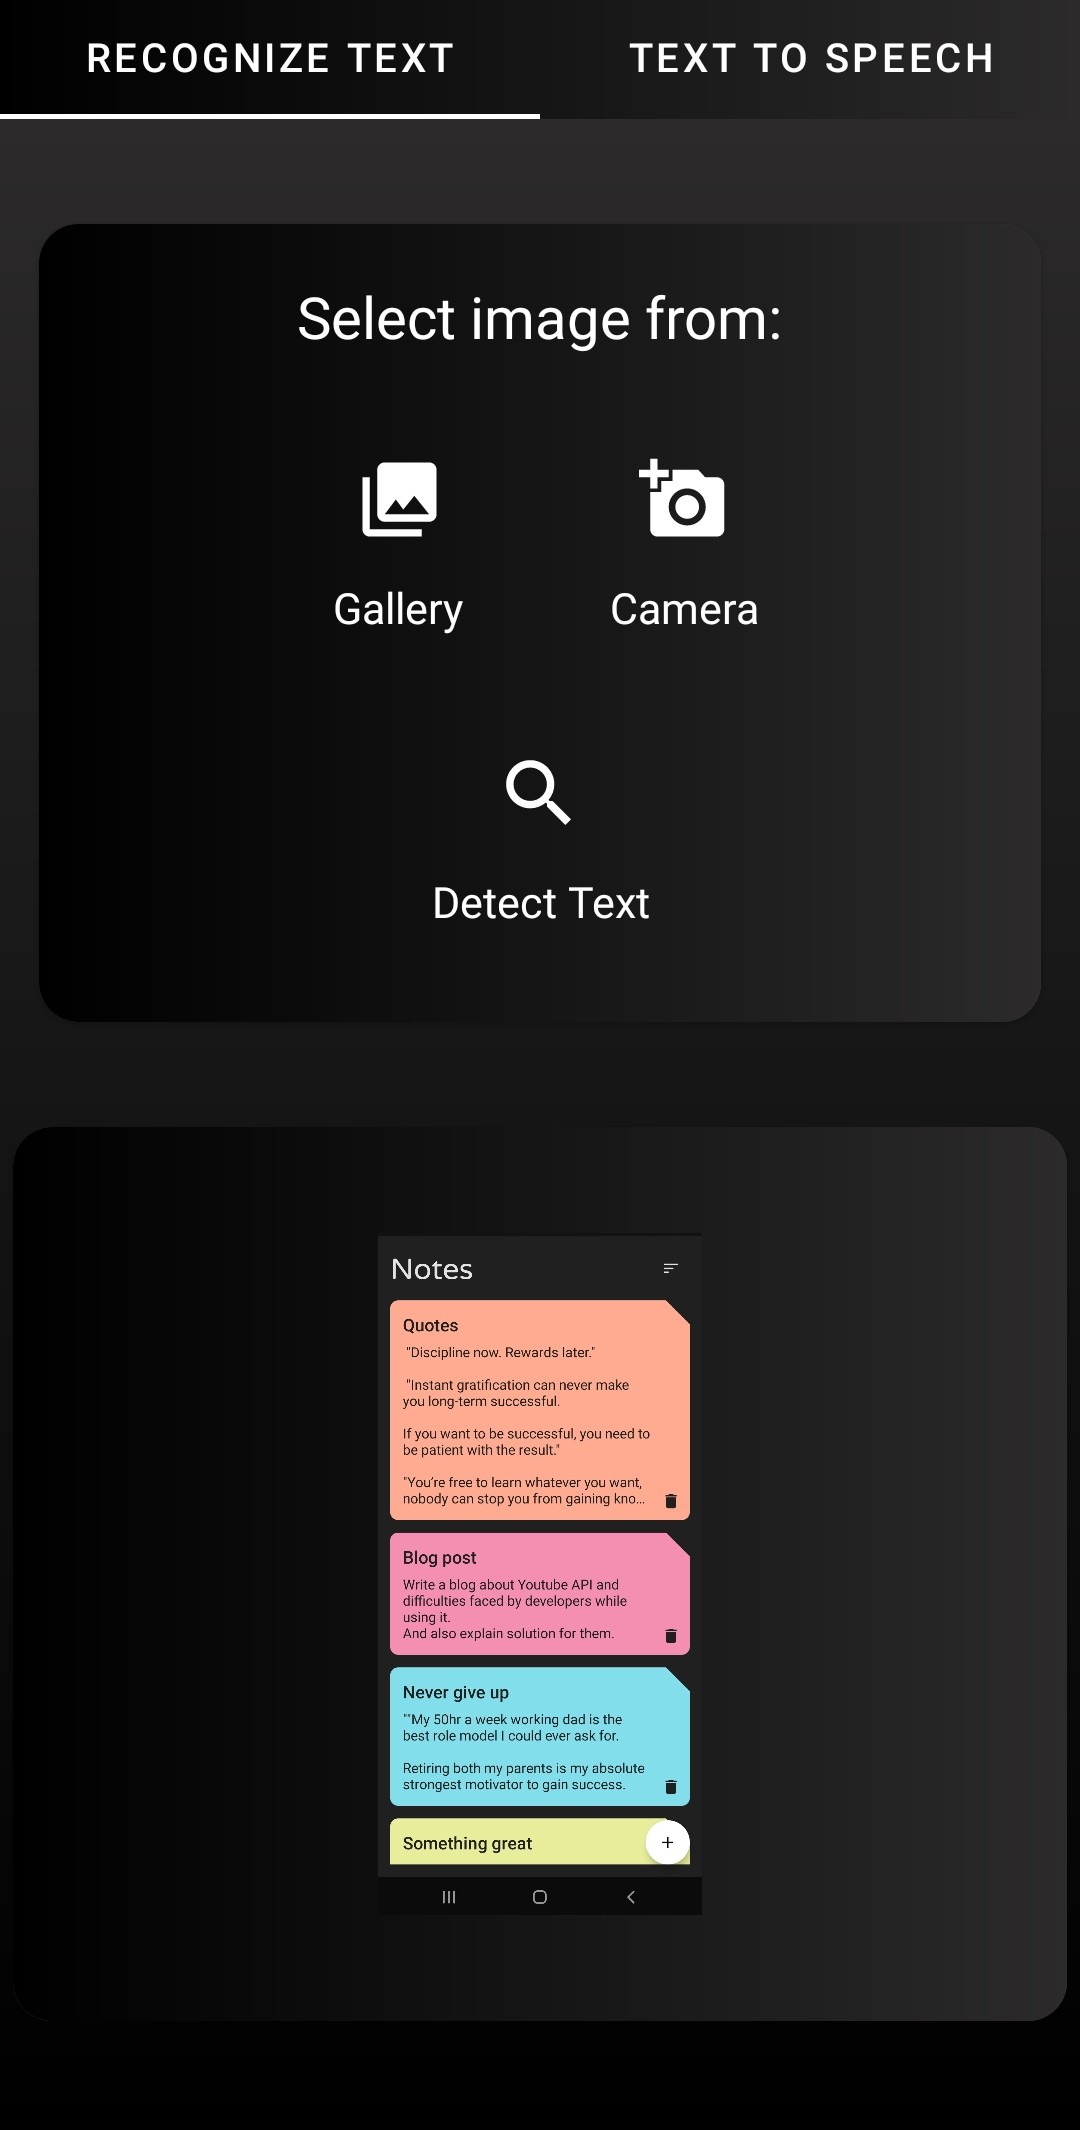 RECOGNIZE TEXT
TEXT TO SPEECH
Select image from:
Gallery
Camera
Detect Text
Notes
Quotes
"Discipline now. Rewards later."
"Instant gratification can never make
you long-term successful.
If you want to be successful, you need to
be patient with the result."
"You're free to learn whatever you want,
nobody can stop you from gaining kno...
Blog post
Write a blog about Youtube API and
difficulties faced by developers while
using it.
And also explain solution for them.
Never give up
""My 50hr a week working dad is the
best role model I could ever ask for.
Retiring both my parents is my absolute
strongest motivator to gain success.
Something great